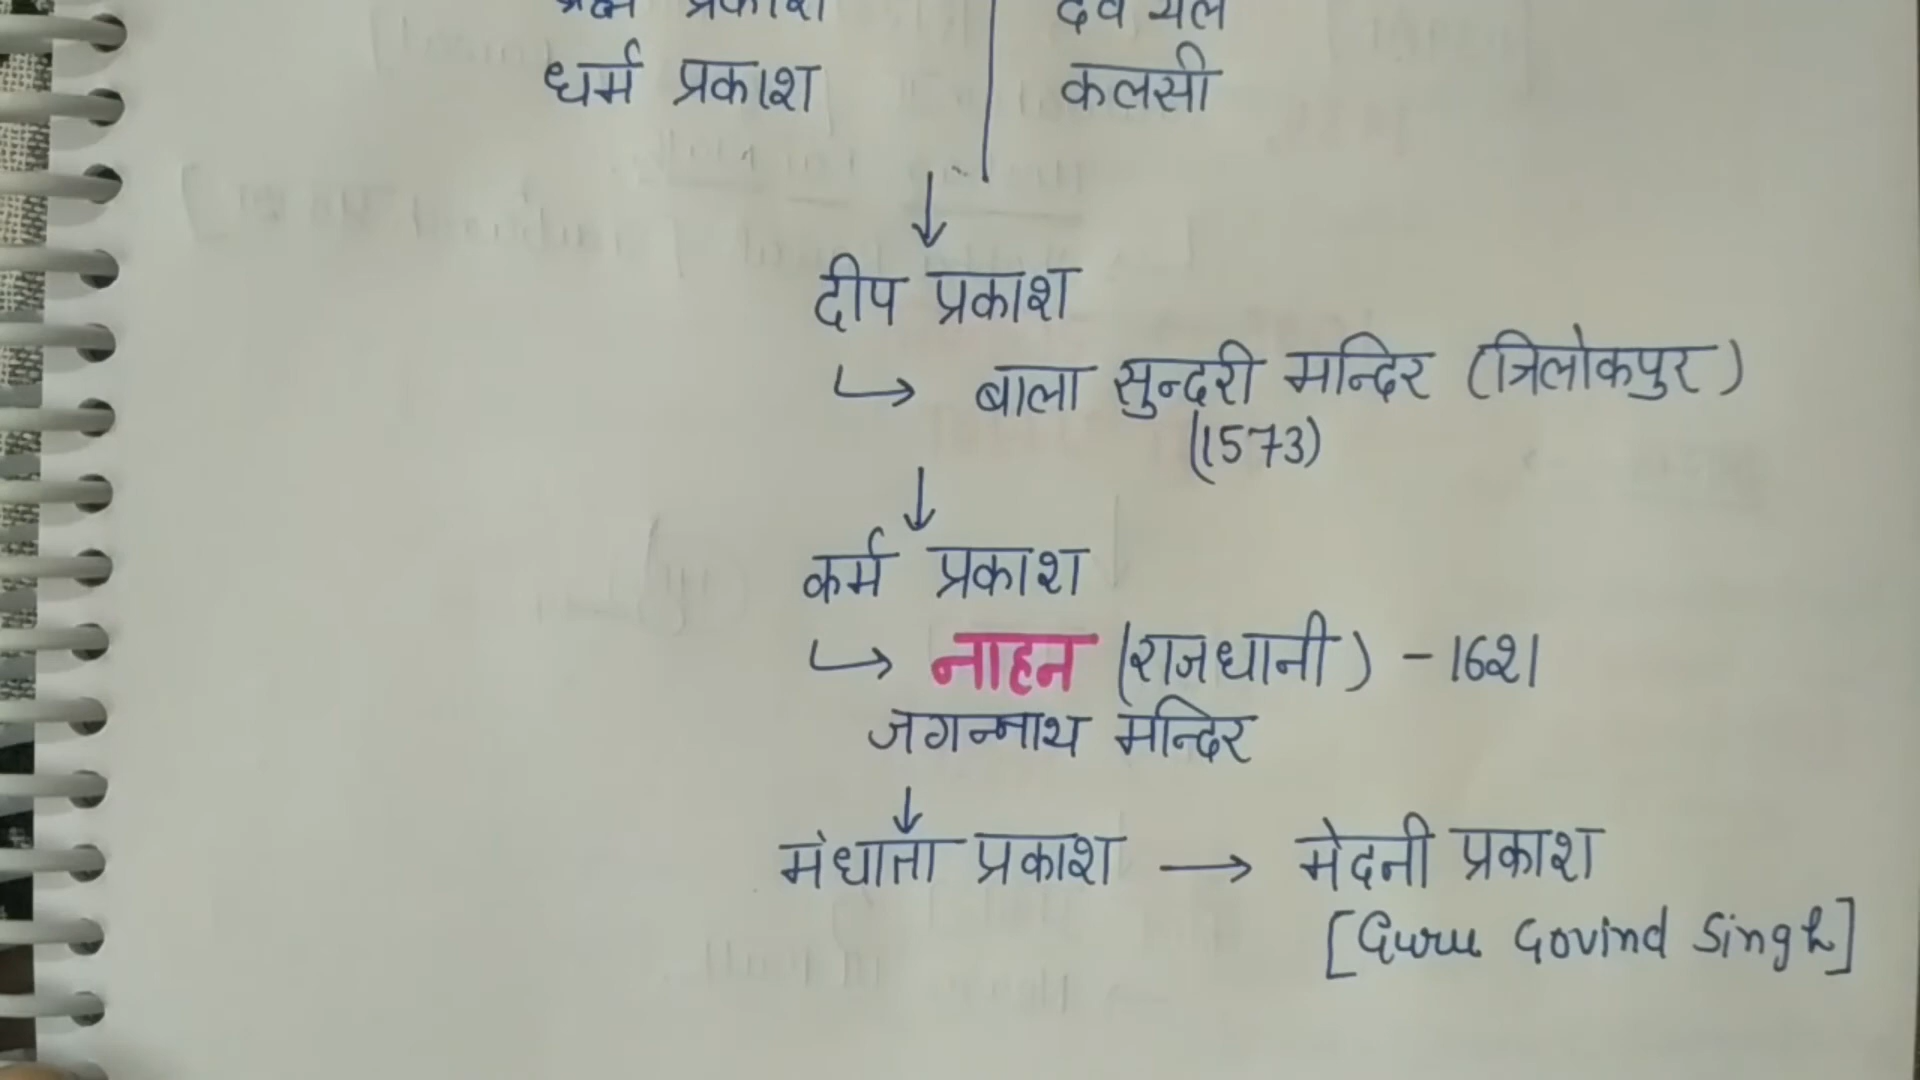 प्रकाश
धर्म प्रकाश कलसी
↓
दीप प्रकाश
↳ बाला सुन्दरी मन्दिर (त्रिलोकपुर)
(1573)
↓
कर्म प्रकाश
↳ नाहन (राजधानी) - 1621
जगन्नाथ मन्दिर
↓
मंधाता प्रकाश → मेदनी प्रकाश
[Guru Govind Singh]